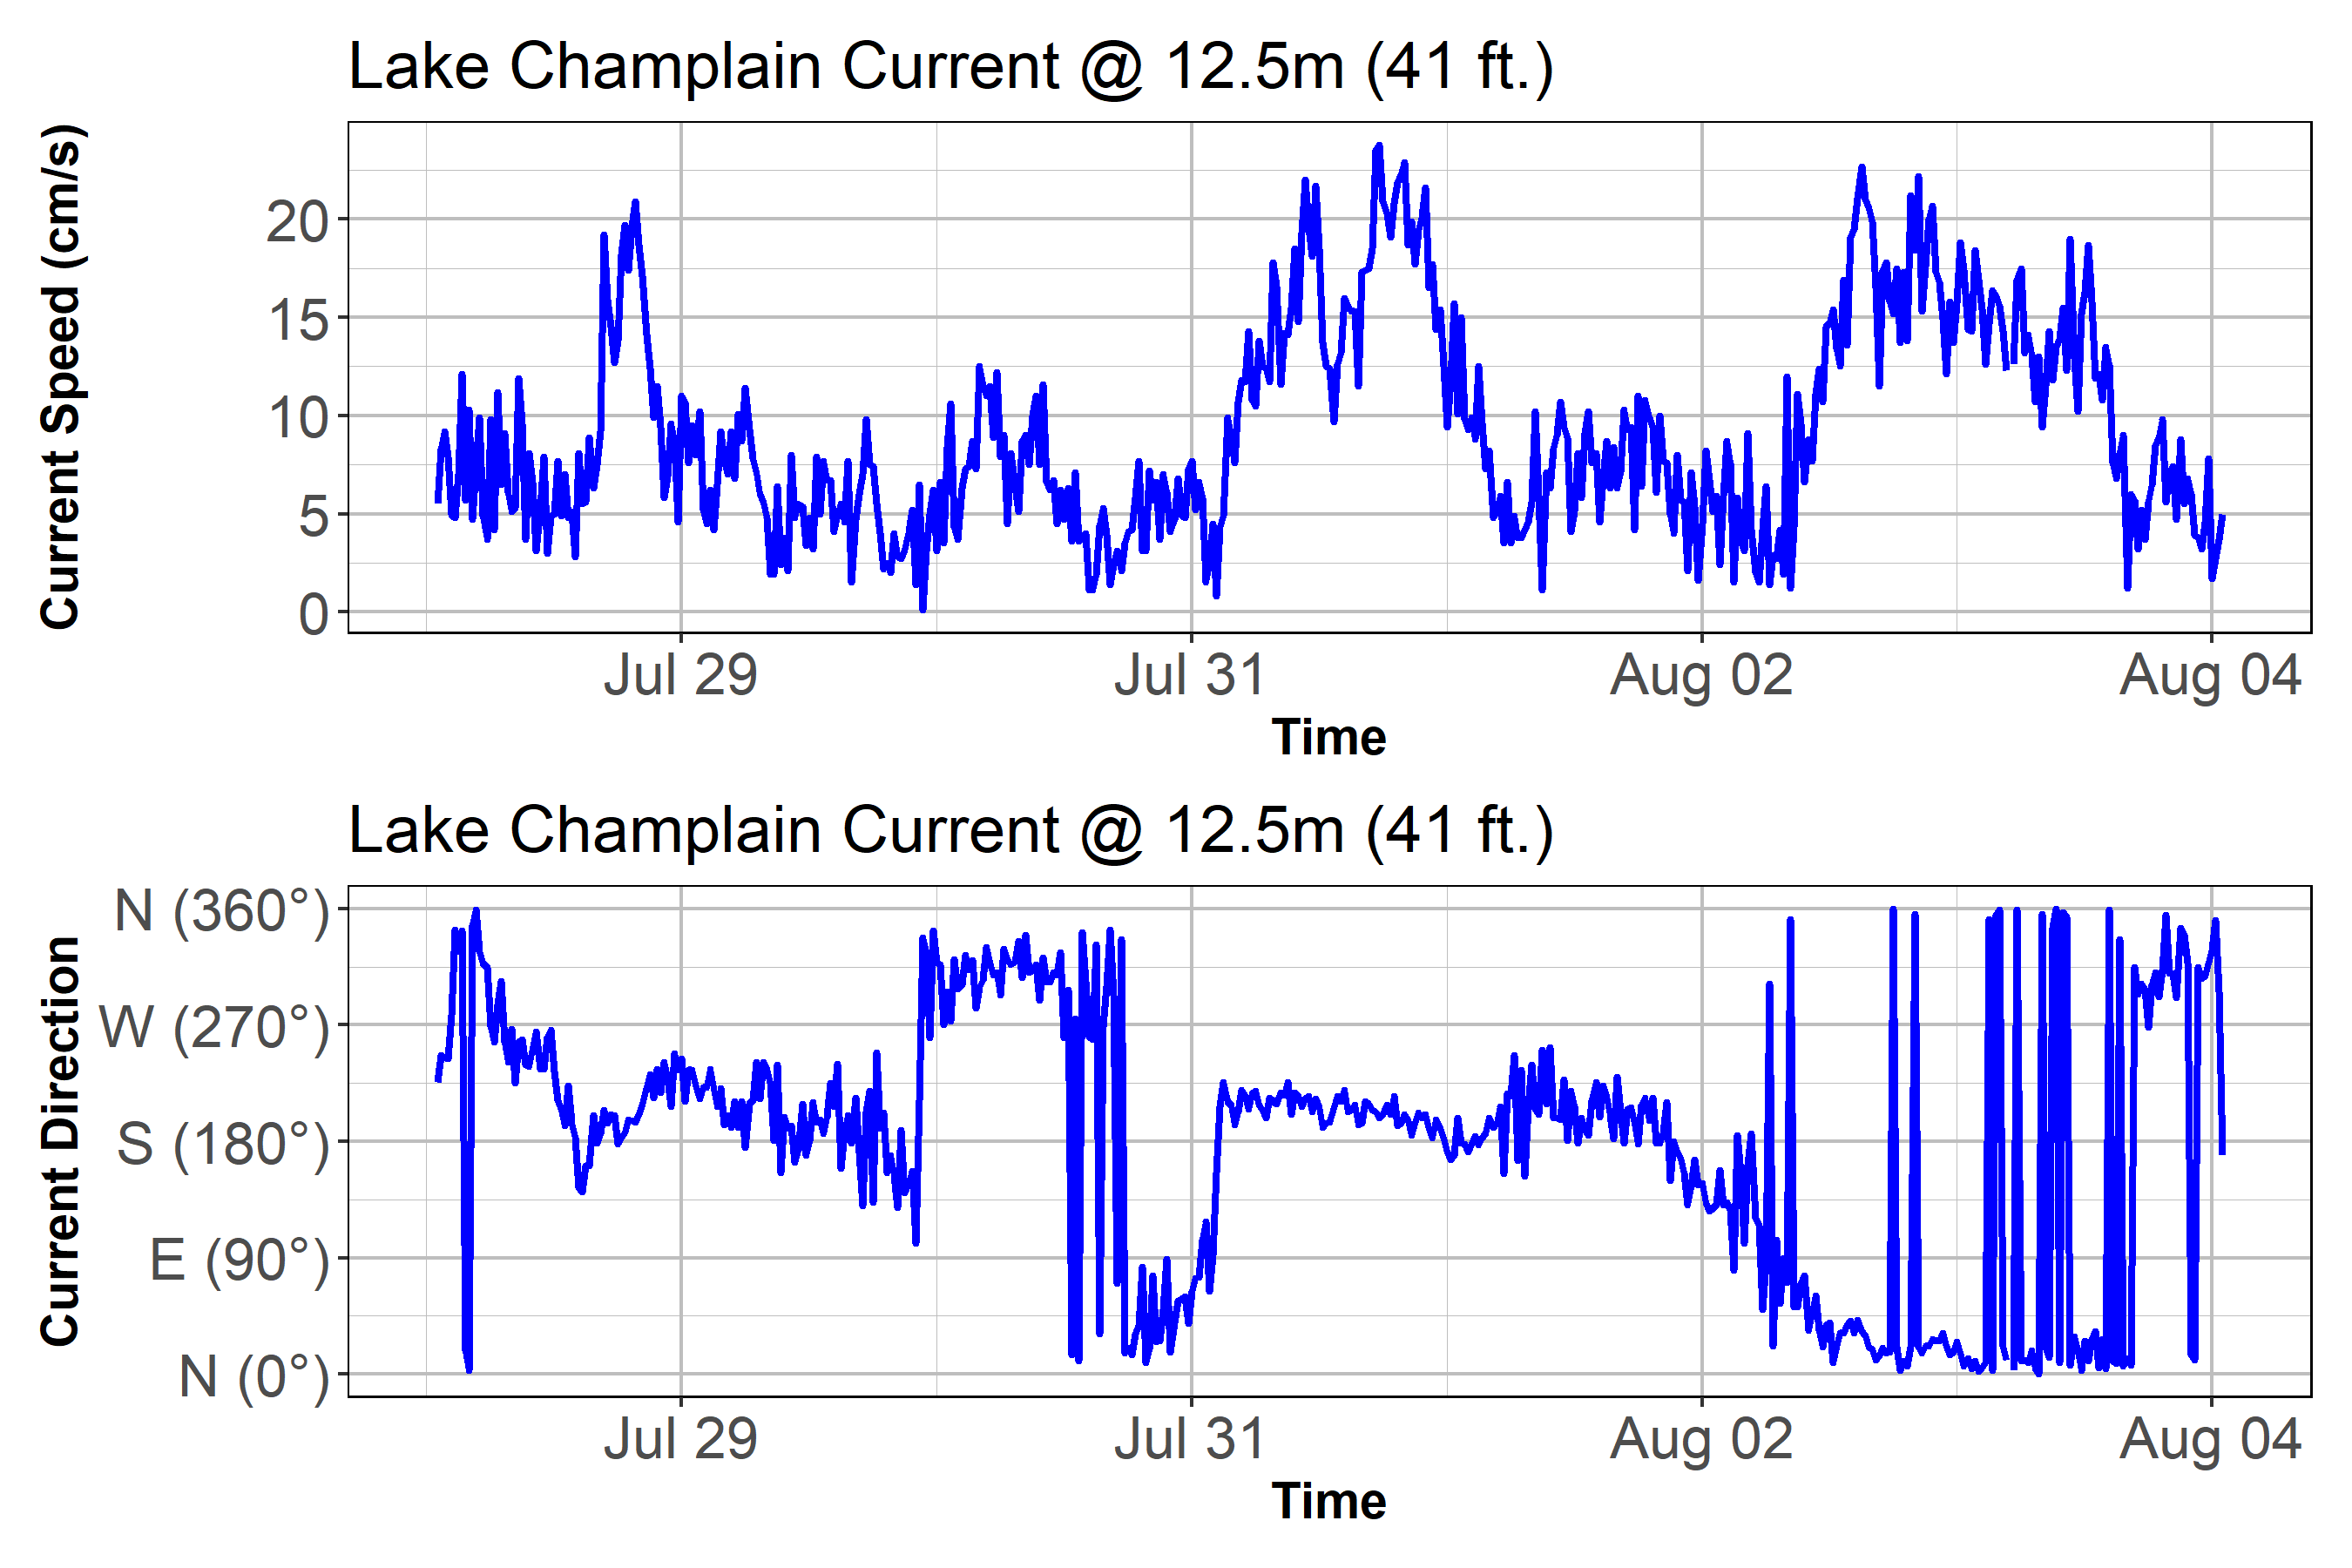 Lake Champlain Current @ 12.5m (41 ft.)
Current Speed (cm/s)
20
15
10
5
0
Jul 29 Jul 31 Aug 02 Aug 04
Time
Lake Champlain Current @ 12.5m (41 ft.)
Current Direction
N (360°)
W (270°)
S (180°)
E (90°)
N (0°)
Jul 29 Jul 31 Aug 02 Aug 04
Time